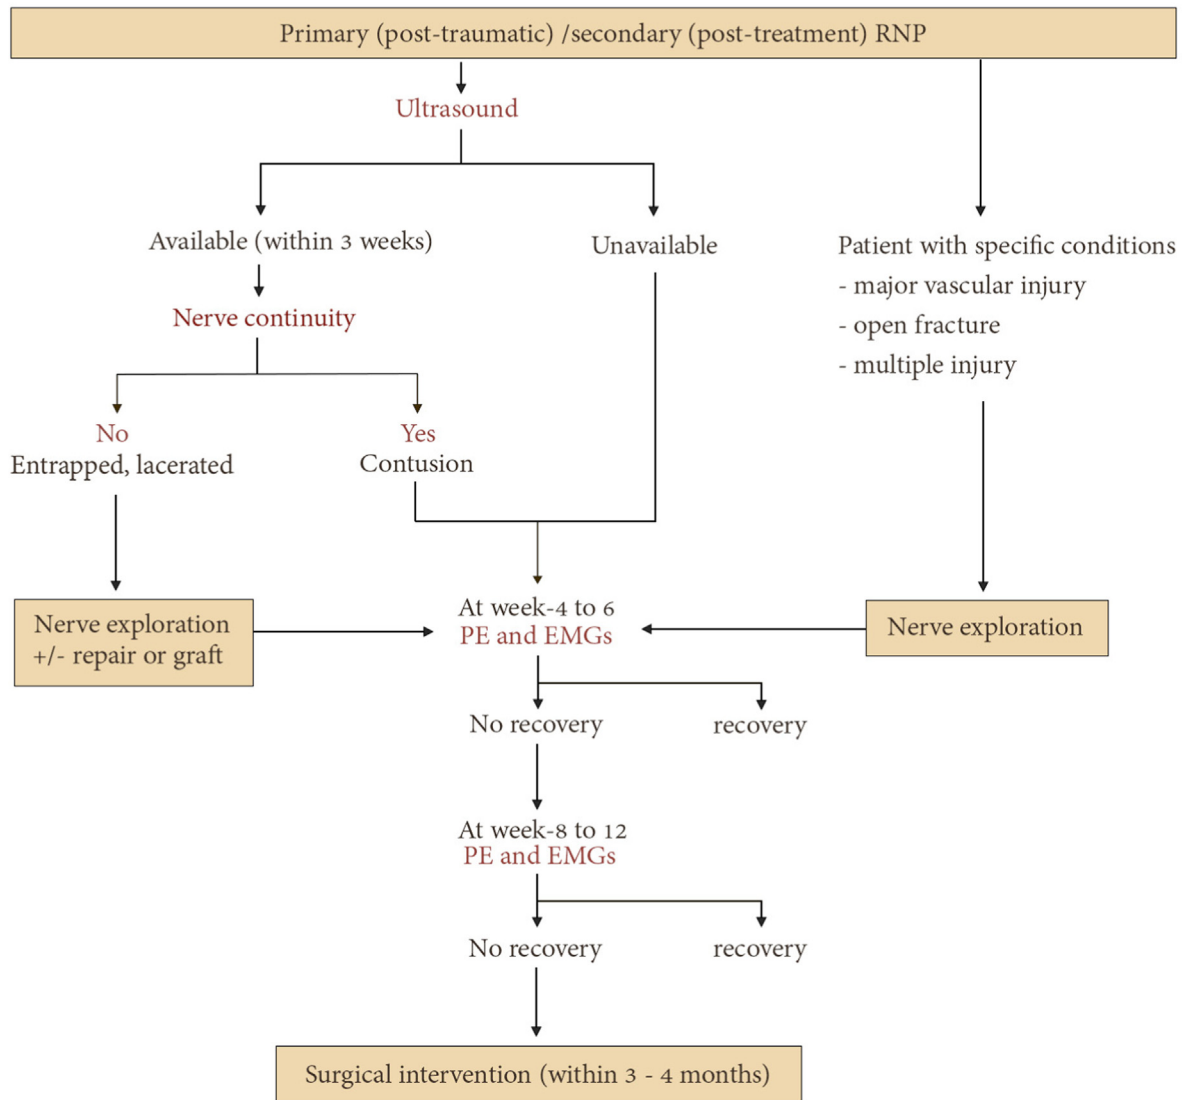 Primary (post-traumatic) /secondary (post-treatment) RNP
Ultrasound
Available (within 3 weeks)
Unavailable
Patient with specific conditions
- major vascular injury
- open fracture
- multiple injury
Nerve continuity
No
Entrapped, lacerated
Yes
Contusion
Nerve exploration
+/- repair or graft
At week-4 to 6
PE and EMGs
Nerve exploration
No recovery
recovery
At week-8 to 12
PE and EMGs
No recovery
recovery
Surgical intervention (within 3 - 4 months)